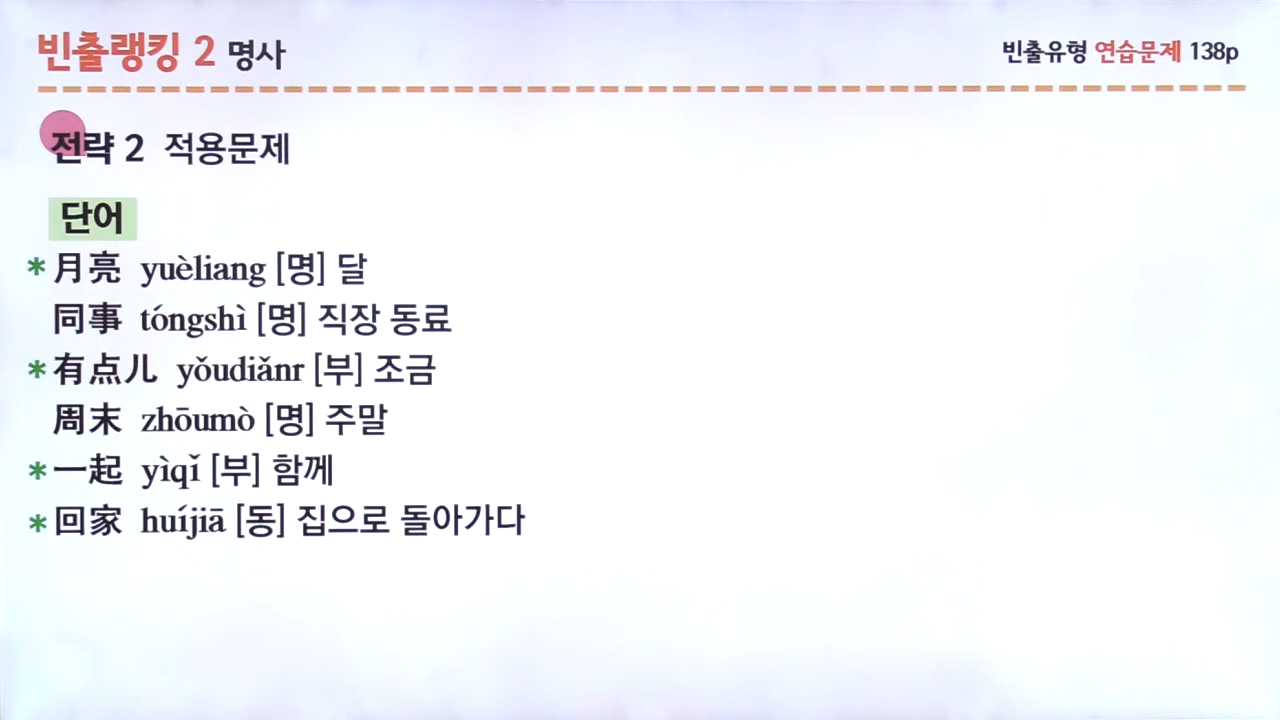 빈출랭킹 2 명사
빈출유형 연습문제 138p
전략 2 적용문제
단어
* 月亮 yuèliang [명] 달
同事 tóngshì [명] 직장 동료
* 有点儿 yǒudiǎnr [부] 조금
周末 zhōumò [명] 주말
* 一起 yìqǐ [부] 함께
* 回家 huíjiā [동] 집으로 돌아가다